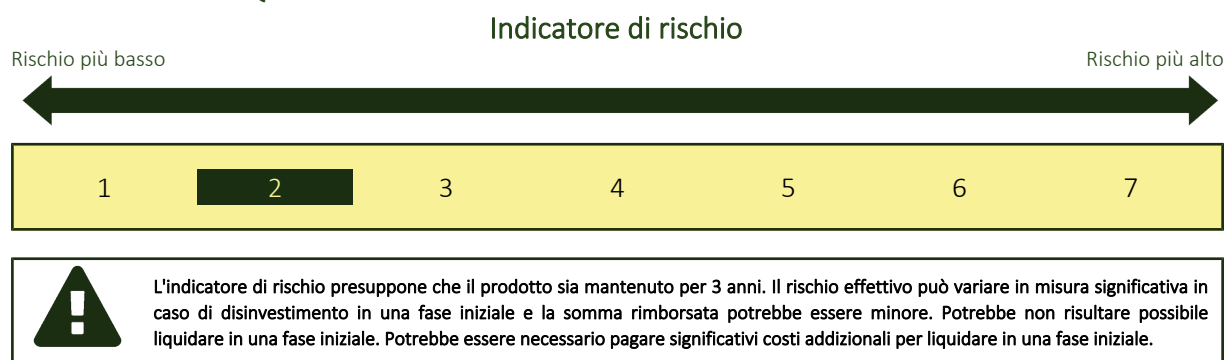 Indicatore di rischio
Rischio più basso
Rischio più alto
1 2 3 4 5 6 7
L'indicatore di rischio presuppone che il prodotto sia mantenuto per 3 anni. Il rischio effettivo può variare in misura significativa in
caso di disinvestimento in una fase iniziale e la somma rimborsata potrebbe essere minore. Potrebbe non risultare possibile
liquidare in una fase iniziale. Potrebbe essere necessario pagare significativi costi addizionali per liquidare in una fase iniziale.